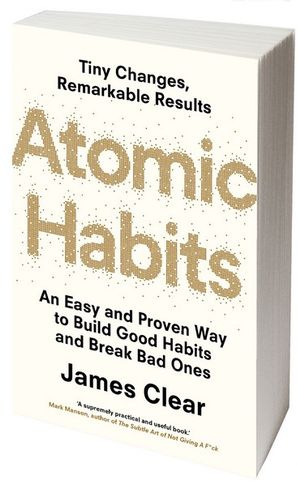 Tiny Changes,
Remarkable Results
Atomic
Habits
An Easy and Proven Way
to Build Good Habits
and Break Bad Ones
James Clear
'A supremely practical and useful book.'
Mark Manson, author of The Subtle Art of Not Giving A F*ck